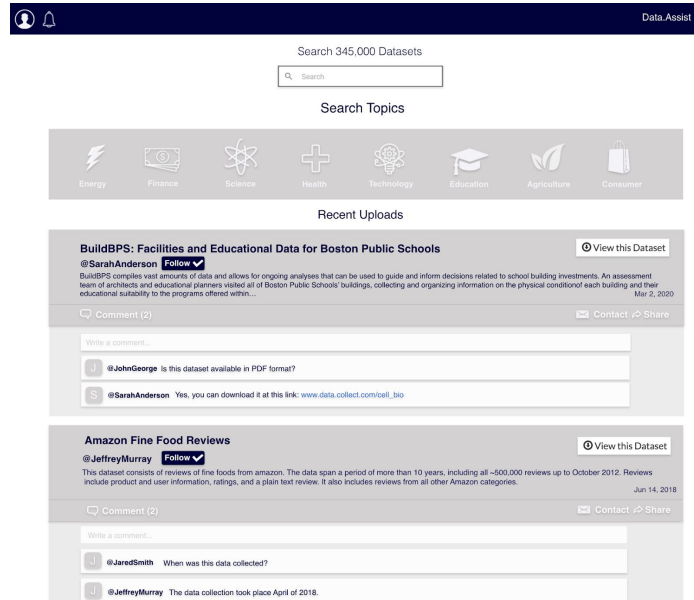 Data.Assist
Search 345,000 Datasets
Search
Search Topics
Energy
Finance
Science
Health
Technology
Education
Agriculture
Consumer
Recent Uploads
BuildBPS: Facilities and Educational Data for Boston Public Schools
View this Dataset
@SarahAnderson Follow
BuildBPS compiles vast amounts of data and allows for ongoing analyses that can be used to guide and inform decisions related to school building investments. An assessment
team of architects and educational planners visited all of Boston Public Schools' buildings, collecting and organizing information on the physical conditionof each building and their
educational suitability to the programs offered within...
Mar 2, 2020
Comment (2)
Contact Share
Write a comment...
J @JohnGeorge Is this dataset available in PDF format?
S @SarahAnderson Yes, you can download it at this link: www.data.collect.com/cell_bio
Amazon Fine Food Reviews
View this Dataset
@JeffreyMurray Follow
This dataset consists of reviews of fine foods from amazon. The data span a period of more than 10 years, including all ~500,000 reviews up to October 2012. Reviews
include product and user information, ratings, and a plain text review. It also includes reviews from all other Amazon categories.
Jun 14, 2018
Comment (2)
Contact Share
Write a comment...
J @JaredSmith When was this data collected?
J @JeffreyMurray The data collection took place April of 2018.